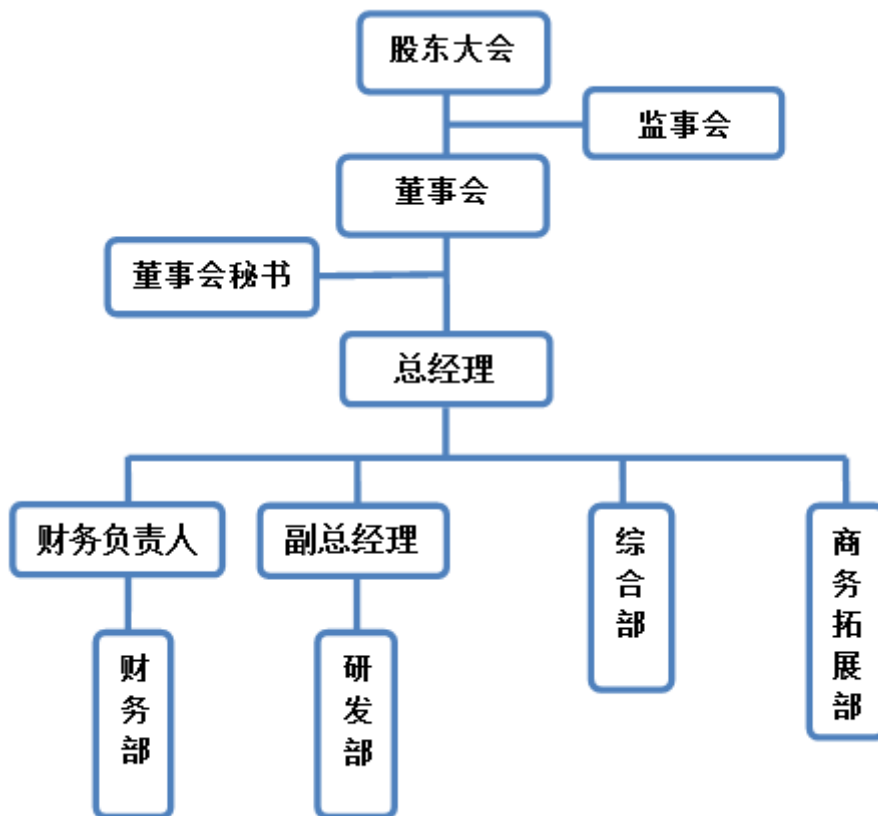 股东大会
监事会
董事会
董事会秘书
总经理
财务负责人
副总经理
综合部
商务拓展部
财务部
研发部